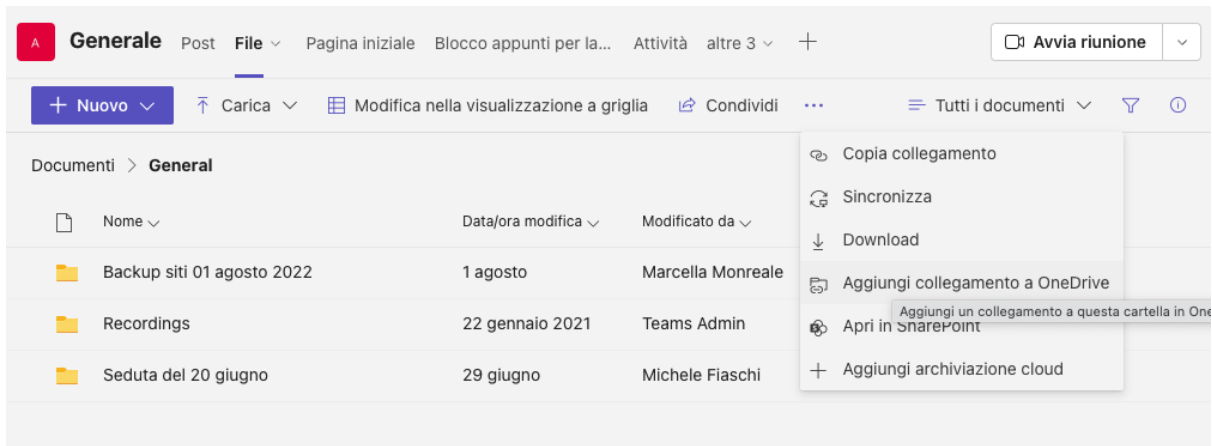 A Generale Post File Pagina iniziale Blocco appunti per la... Attività altre 3 Avvia riunione
Nuovo Carica Modifica nella visualizzazione a griglia Condividi ... Tutti i documenti
Documenti > General
Nome Data/ora modifica Modificato da
Backup siti 01 agosto 2022 1 agosto Marcella Monreale
Recordings 22 gennaio 2021 Teams Admin
Seduta del 20 giugno 29 giugno Michele Fiaschi
Copia collegamento
Sincronizza
Download
Aggiungi collegamento a OneDrive
Aggiungi un collegamento a questa cartella in One
Apri in SharePoint
Aggiungi archiviazione cloud